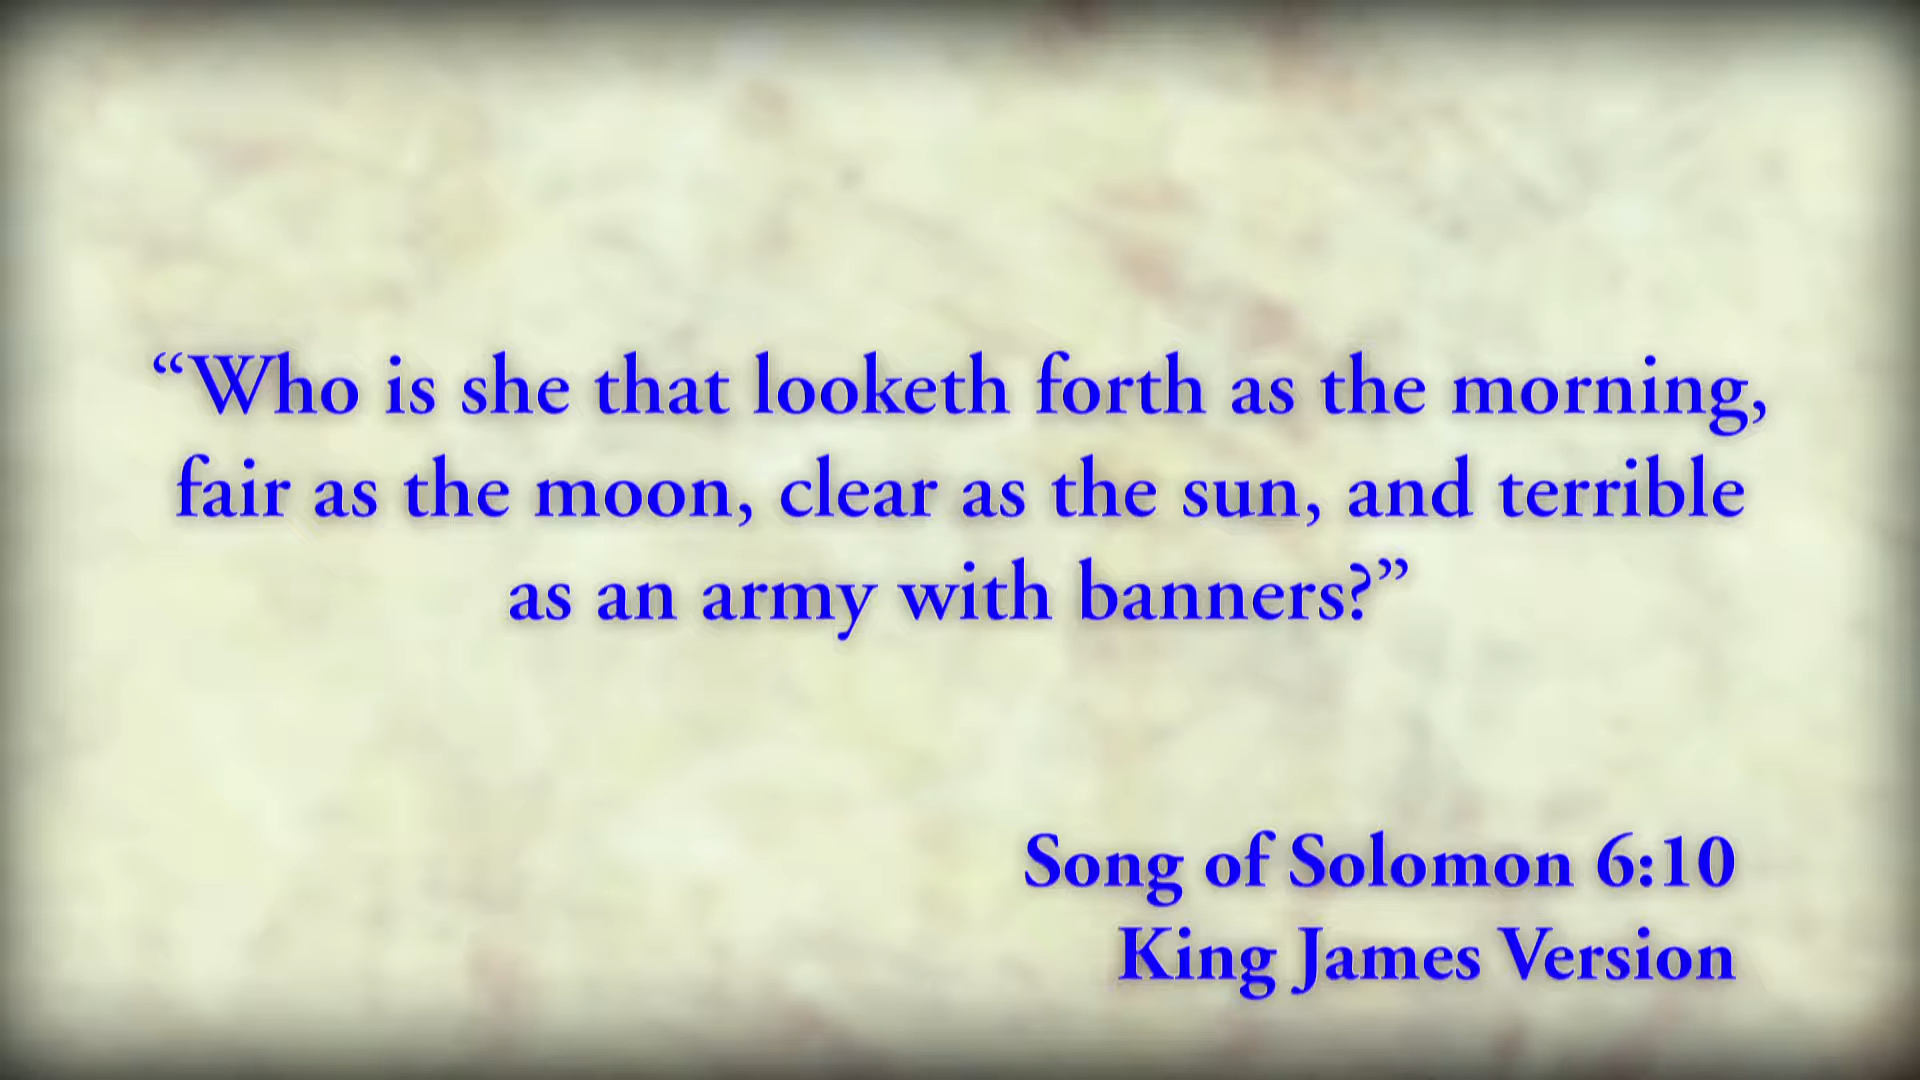 “Who is she that looketh forth as the morning,
fair as the moon, clear as the sun, and terrible
as an army with banners?”
Song of Solomon 6:10
King James Version